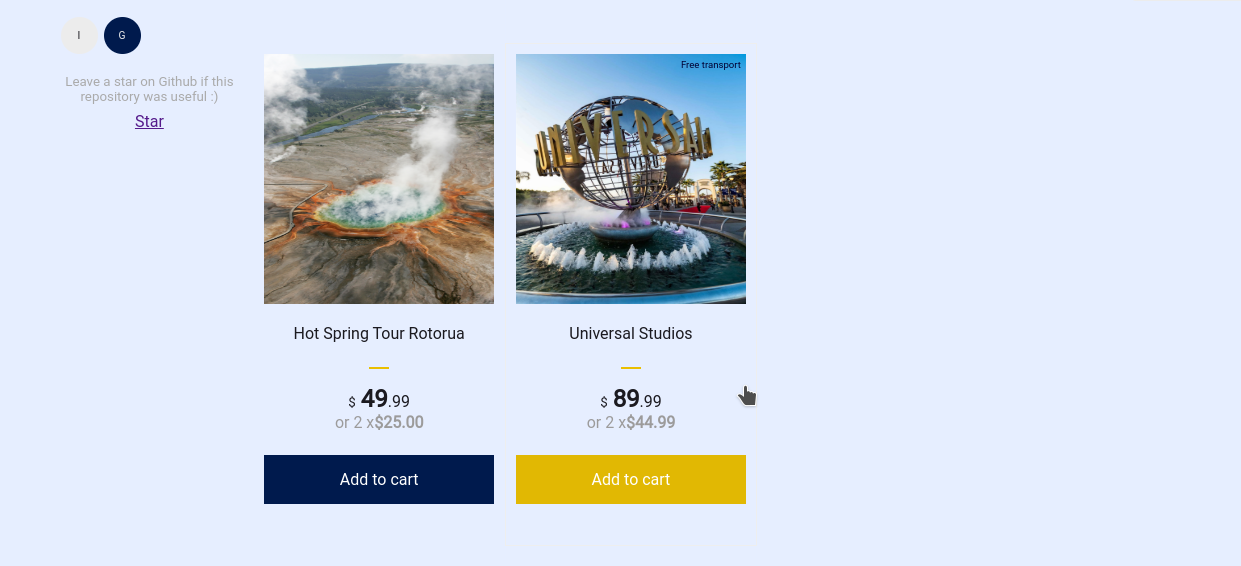 I
G
Leave a star on Github if this
repository was useful :)
Star
Free transport
UNIVERSAL
Hot Spring Tour Rotorua
Universal Studios
$ 49.99
or 2 x$25.00
$ 89.99
or 2 x$44.99
Add to cart
Add to cart